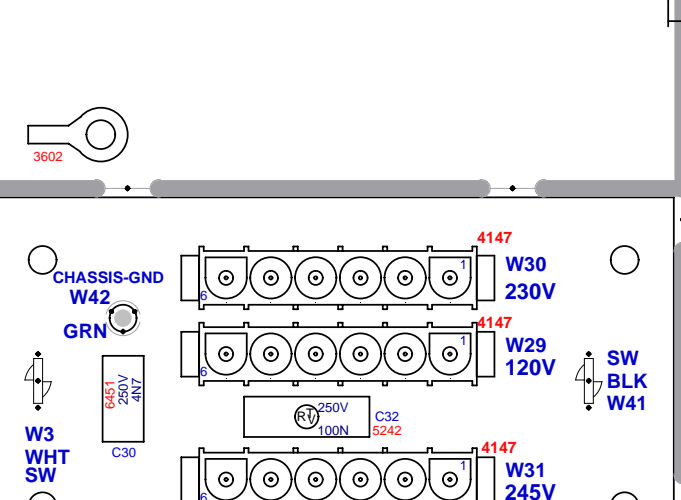 3602
4147
CHASSIS-GND
W42
GRN
1
6
W30
230V
4147
1
6
W29
120V
6451
250V
4N7
C30
RTV
250V
100N
C32
5242
SW
BLK
W41
W3
WHT
SW
4147
1
6
W31
245V